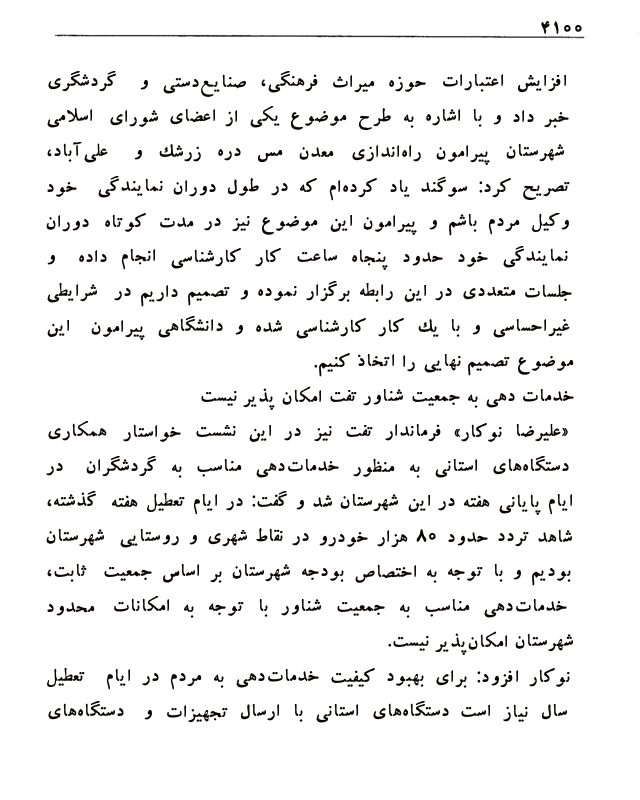 ۴۱۰۰
افزایش اعتبارات حوزه میراث فرهنگی، صنایع‌دستی و گردشگری
خبر داد و با اشاره به طرح موضوع یکی از اعضای شورای اسلامی
شهرستان پیرامون راه‌اندازی معدن مس دره زرشك و علی‌آباد،
تصریح کرد: سوگند یاد کرده‌ام که در طول دوران نمایندگی خود
وکیل مردم باشم و پیرامون این موضوع نیز در مدت کوتاه دوران
نمایندگی خود حدود پنجاه ساعت کار کارشناسی انجام داده و
جلسات متعددی در این رابطه برگزار نموده و تصمیم داریم در شرایطی
غیراحساسی و با یك کار کارشناسی شده و دانشگاهی پیرامون این
موضوع تصمیم نهایی را اتخاذ کنیم.
خدمات دهی به جمعیت شناور تفت امکان پذیر نیست
«علیرضا نوکار» فرماندار تفت نیز در این نشست خواستار همکاری
دستگاه‌های استانی به منظور خدمات‌دهی مناسب به گردشگران در
ایام پایانی هفته در این شهرستان شد و گفت: در ایام تعطیل هفته گذشته،
شاهد تردد حدود ۸۰ هزار خودرو در نقاط شهری و روستایی شهرستان
بودیم و با توجه به اختصاص بودجه شهرستان بر اساس جمعیت ثابت،
خدمات‌دهی مناسب به جمعیت شناور با توجه به امکانات محدود
شهرستان امکان‌پذیر نیست.
نوکار افزود: برای بهبود کیفیت خدمات‌دهی به مردم در ایام تعطیل
سال نیاز است دستگاه‌های استانی با ارسال تجهیزات و دستگاه‌های